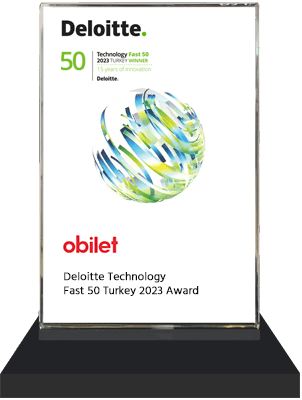 Deloitte.
50
Technology Fast 50
2023 TURKEY WINNER
15 years of innovation
Deloitte.
obilet
Deloitte Technology
Fast 50 Turkey 2023 Award